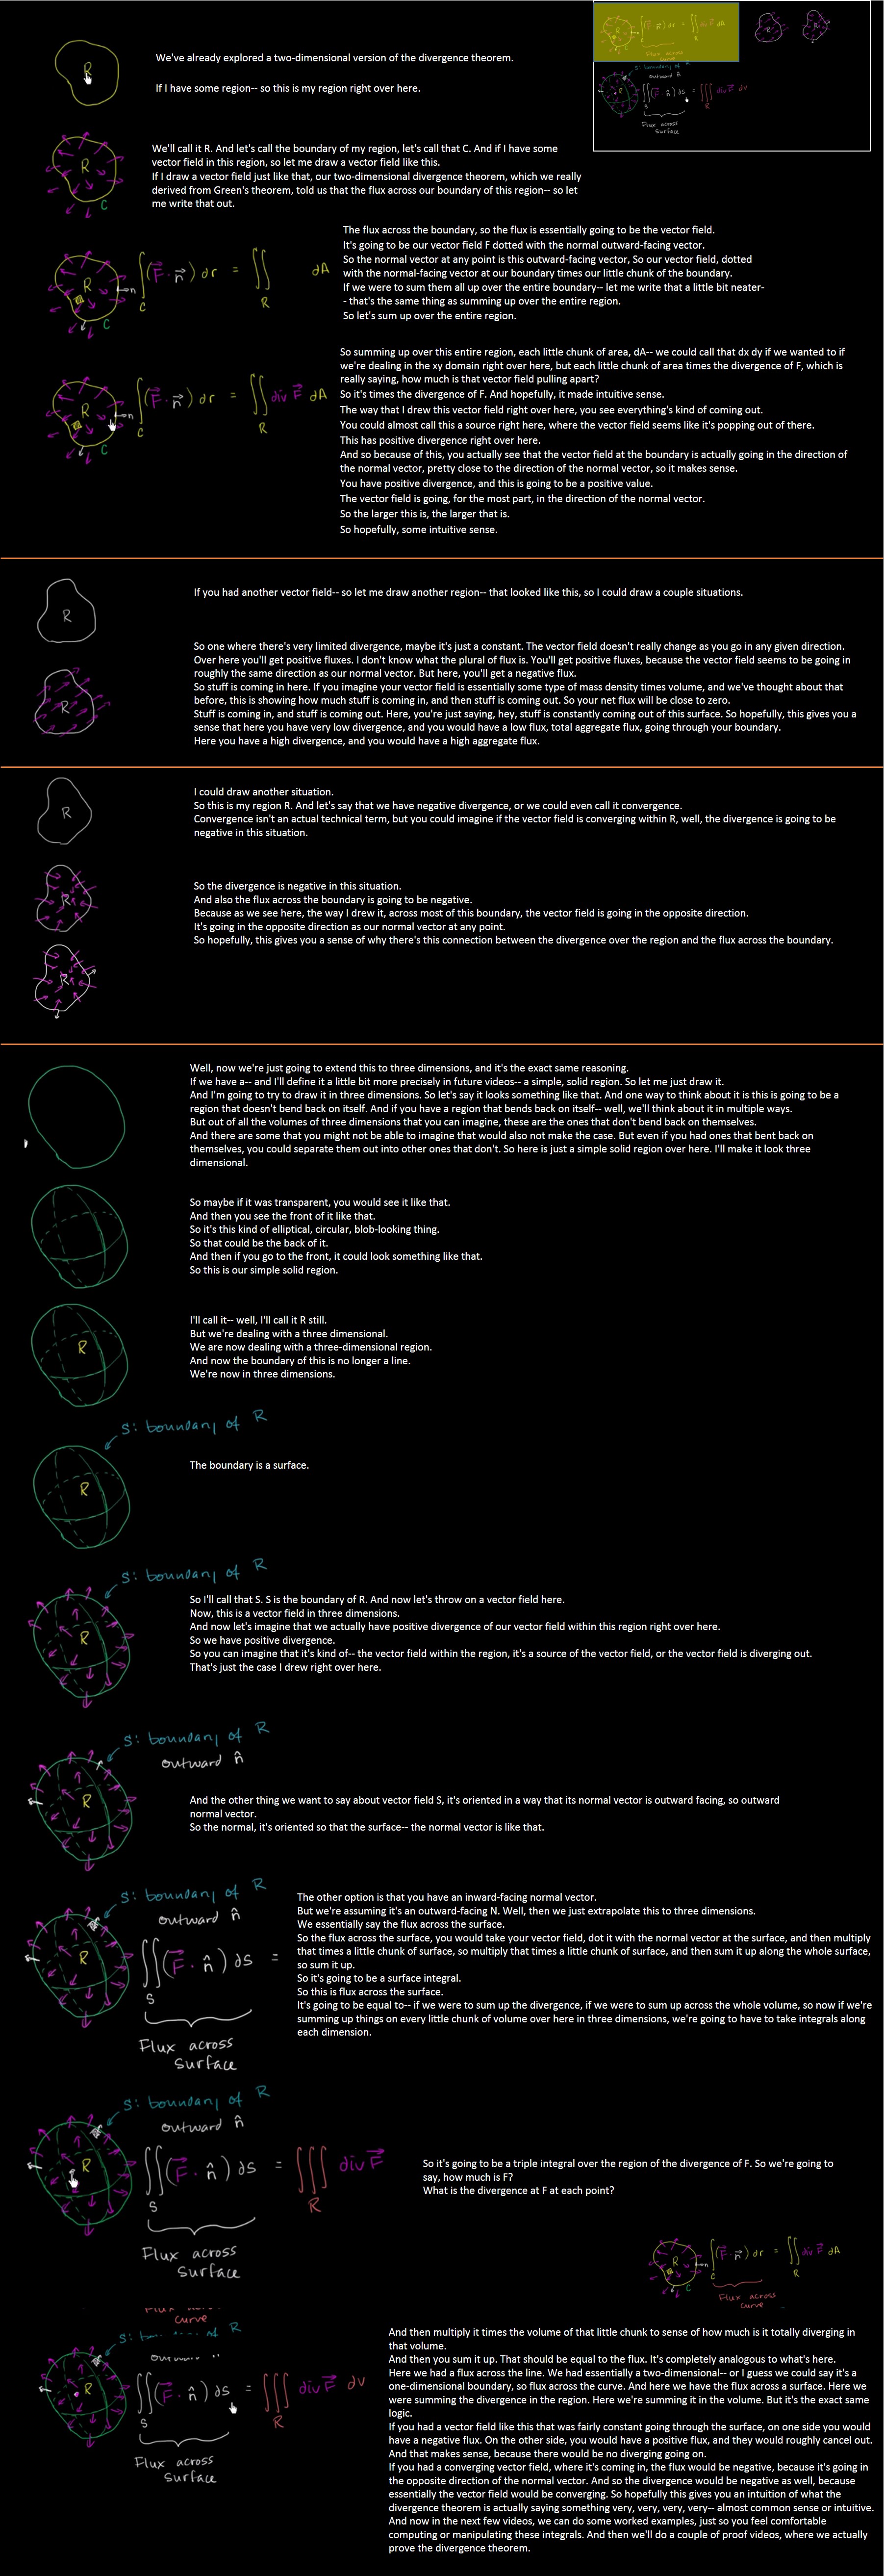 R
∫(F⃗·n⃗)dr = ∬ div F⃗ dA
C
R
Flux across
curve
S: boundary of R
outward n̂
R
∬(F⃗·n̂)ds = ∭ div F⃗ dv
S
R
Flux across
Surface
R
We've already explored a two-dimensional version of the divergence theorem.
If I have some region-- so this is my region right over here.
R
C
We'll call it R. And let's call the boundary of my region, let's call that C. And if I have some
vector field in this region, so let me draw a vector field like this.
If I draw a vector field just like that, our two-dimensional divergence theorem, which we really
derived from Green's theorem, told us that the flux across our boundary of this region-- so let
me write that out.
The flux across the boundary, so the flux is essentially going to be the vector field.
It's going to be our vector field F dotted with the normal outward-facing vector.
So the normal vector at any point is this outward-facing vector, So our vector field, dotted
with the normal-facing vector at our boundary times our little chunk of the boundary.
If we were to sum them all up over the entire boundary-- let me write that a little bit neater-
- that's the same thing as summing up over the entire region.
So let's sum up over the entire region.
R n C
∫(F⃗·n⃗)dr = ∬ dA
C R
So summing up over this entire region, each little chunk of area, dA-- we could call that dx dy if we wanted to if
we're dealing in the xy domain right over here, but each little chunk of area times the divergence of F, which is
really saying, how much is that vector field pulling apart?
So it's times the divergence of F. And hopefully, it made intuitive sense.
The way that I drew this vector field right over here, you see everything's kind of coming out.
You could almost call this a source right here, where the vector field seems like it's popping out of there.
This has positive divergence right over here.
And so because of this, you actually see that the vector field at the boundary is actually going in the direction of
the normal vector, pretty close to the direction of the normal vector, so it makes sense.
You have positive divergence, and this is going to be a positive value.
The vector field is going, for the most part, in the direction of the normal vector.
So the larger this is, the larger that is.
So hopefully, some intuitive sense.
R n C
∫(F⃗·n⃗)dr = ∬ div F⃗ dA
C R
R
If you had another vector field-- so let me draw another region-- that looked like this, so I could draw a couple situations.
R
So one where there's very limited divergence, maybe it's just a constant. The vector field doesn't really change as you go in any given direction.
Over here you'll get positive fluxes. I don't know what the plural of flux is. You'll get positive fluxes, because the vector field seems to be going in
roughly the same direction as our normal vector. But here, you'll get a negative flux.
So stuff is coming in here. If you imagine your vector field is essentially some type of mass density times volume, and we've thought about that
before, this is showing how much stuff is coming in, and then stuff is coming out. So your net flux will be close to zero.
Stuff is coming in, and stuff is coming out. Here, you're just saying, hey, stuff is constantly coming out of this surface. So hopefully, this gives you a
sense that here you have very low divergence, and you would have a low flux, total aggregate flux, going through your boundary.
Here you have a high divergence, and you would have a high aggregate flux.
R
I could draw another situation.
So this is my region R. And let's say that we have negative divergence, or we could even call it convergence.
Convergence isn't an actual technical term, but you could imagine if the vector field is converging within R, well, the divergence is going to be
negative in this situation.
R
So the divergence is negative in this situation.
And also the flux across the boundary is going to be negative.
Because as we see here, the way I drew it, across most of this boundary, the vector field is going in the opposite direction.
It's going in the opposite direction as our normal vector at any point.
So hopefully, this gives you a sense of why there's this connection between the divergence over the region and the flux across the boundary.
R
Well, now we're just going to extend this to three dimensions, and it's the exact same reasoning.
If we have a-- and I'll define it a little bit more precisely in future videos-- a simple, solid region. So let me just draw it.
And I'm going to try to draw it in three dimensions. So let's say it looks something like that. And one way to think about it is this is going to be a
region that doesn't bend back on itself. And if you have a region that bends back on itself-- well, we'll think about it in multiple ways.
But out of all the volumes of three dimensions that you can imagine, these are the ones that don't bend back on themselves.
And there are some that you might not be able to imagine that would also not make the case. But even if you had ones that bent back on
themselves, you could separate them out into other ones that don't. So here is just a simple solid region over here. I'll make it look three
dimensional.
So maybe if it was transparent, you would see it like that.
And then you see the front of it like that.
So it's this kind of elliptical, circular, blob-looking thing.
So that could be the back of it.
And then if you go to the front, it could look something like that.
So this is our simple solid region.
R
I'll call it-- well, I'll call it R still.
But we're dealing with a three dimensional.
We are now dealing with a three-dimensional region.
And now the boundary of this is no longer a line.
We're now in three dimensions.
S: boundary of R
R
The boundary is a surface.
S: boundary of R
R
So I'll call that S. S is the boundary of R. And now let's throw on a vector field here.
Now, this is a vector field in three dimensions.
And now let's imagine that we actually have positive divergence of our vector field within this region right over here.
So we have positive divergence.
So you can imagine that it's kind of-- the vector field within the region, it's a source of the vector field, or the vector field is diverging out.
That's just the case I drew right over here.
S: boundary of R
outward n̂
R
And the other thing we want to say about vector field S, it's oriented in a way that its normal vector is outward facing, so outward
normal vector.
So the normal, it's oriented so that the surface-- the normal vector is like that.
S: boundary of R
outward n̂
R
∬(F⃗·n̂)ds =
S
Flux across
Surface
The other option is that you have an inward-facing normal vector.
But we're assuming it's an outward-facing N. Well, then we just extrapolate this to three dimensions.
We essentially say the flux across the surface.
So the flux across the surface, you would take your vector field, dot it with the normal vector at the surface, and then multiply
that times a little chunk of surface, so multiply that times a little chunk of surface, and then sum it up along the whole surface,
so sum it up.
So it's going to be a surface integral.
So this is flux across the surface.
It's going to be equal to-- if we were to sum up the divergence, if we were to sum up across the whole volume, so now if we're
summing up things on every little chunk of volume over here in three dimensions, we're going to have to take integrals along
each dimension.
S: boundary of R
outward n̂
R
∬(F⃗·n̂)ds = ∭ div F⃗
S R
Flux across
Surface
So it's going to be a triple integral over the region of the divergence of F. So we're going to
say, how much is F?
What is the divergence at F at each point?
R n C
∫(F⃗·n⃗)dr = ∬ div F⃗ dA
C R
Flux across
curve
curve
S: of R
R
∬(F⃗·n̂)ds = ∭ div F⃗ dv
S R
Flux across
Surface
And then multiply it times the volume of that little chunk to sense of how much is it totally diverging in
that volume.
And then you sum it up. That should be equal to the flux. It's completely analogous to what's here.
Here we had a flux across the line. We had essentially a two-dimensional-- or I guess we could say it's a
one-dimensional boundary, so flux across the curve. And here we have the flux across a surface. Here we
were summing the divergence in the region. Here we're summing it in the volume. But it's the exact same
logic.
If you had a vector field like this that was fairly constant going through the surface, on one side you would
have a negative flux. On the other side, you would have a positive flux, and they would roughly cancel out.
And that makes sense, because there would be no diverging going on.
If you had a converging vector field, where it's coming in, the flux would be negative, because it's going in
the opposite direction of the normal vector. And so the divergence would be negative as well, because
essentially the vector field would be converging. So hopefully this gives you an intuition of what the
divergence theorem is actually saying something very, very, very, very-- almost common sense or intuitive.
And now in the next few videos, we can do some worked examples, just so you feel comfortable
computing or manipulating these integrals. And then we'll do a couple of proof videos, where we actually
prove the divergence theorem.